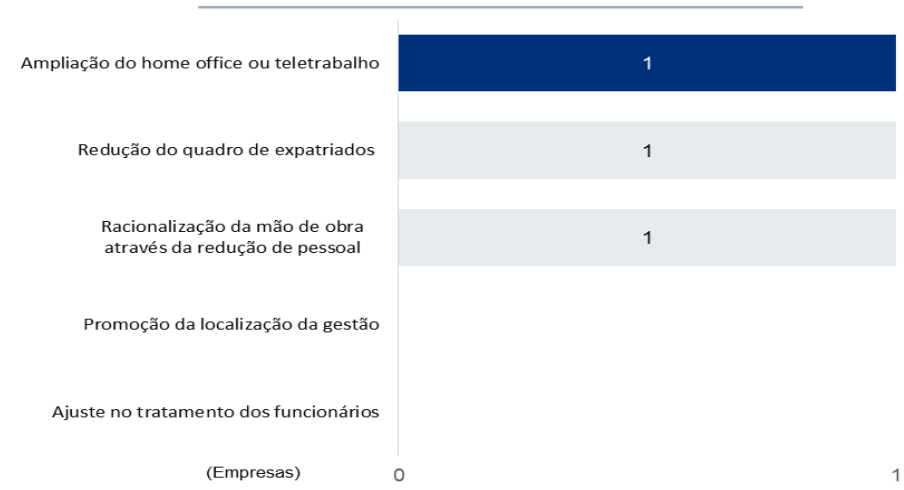 Ampliação do home office ou teletrabalho
1
Redução do quadro de expatriados
1
Racionalização da mão de obra
através da redução de pessoal
1
Promoção da localização da gestão
Ajuste no tratamento dos funcionários
(Empresas)
0
1